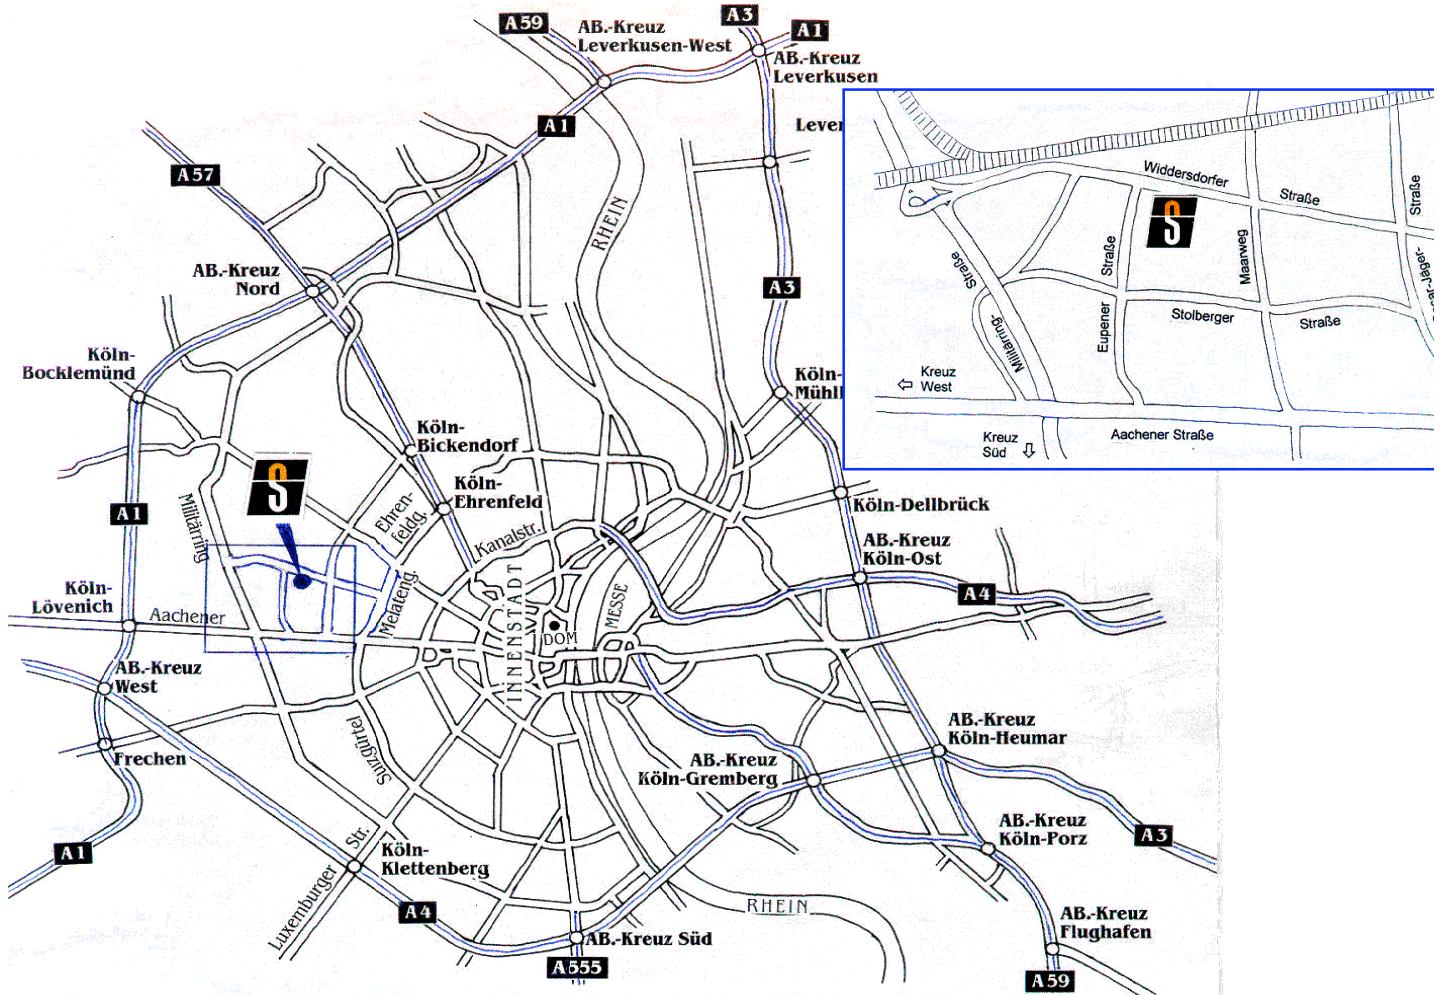 A59
AB.-Kreuz
Leverkusen-West
A3
A1
AB.-Kreuz
Leverkusen
A1
Lever
A57
RHEIN
AB.-Kreuz
Nord
A3
Köln-
Bocklemünd
Köln-
Mühl
Köln-
Bickendorf
Köln-
Ehrenfeld
S
Ehren-
feldg.
Kanalstr.
Köln-Dellbrück
A1
Militärring
AB.-Kreuz
Köln-Ost
A4
Köln-
Lövenich
Aachener
Melateng.
INNENSTADT
DOM
MESSE
AB.-Kreuz
West
Frechen
Sülzgürtel
AB.-Kreuz
Köln-Heumar
AB.-Kreuz
Köln-Gremberg
AB.-Kreuz
Köln-Porz
A3
A1
Köln-
Klettenberg
Luxemburger Str.
A4
RHEIN
AB.-Kreuz Süd
A555
AB.-Kreuz
Flughafen
A59
Widdersdorfer
Straße
Straße
S
Straße
Straße
Maarweg
Militärring-
Eupener
Stolberger
Straße
Kreuz
West
Kreuz
Süd
Aachener Straße